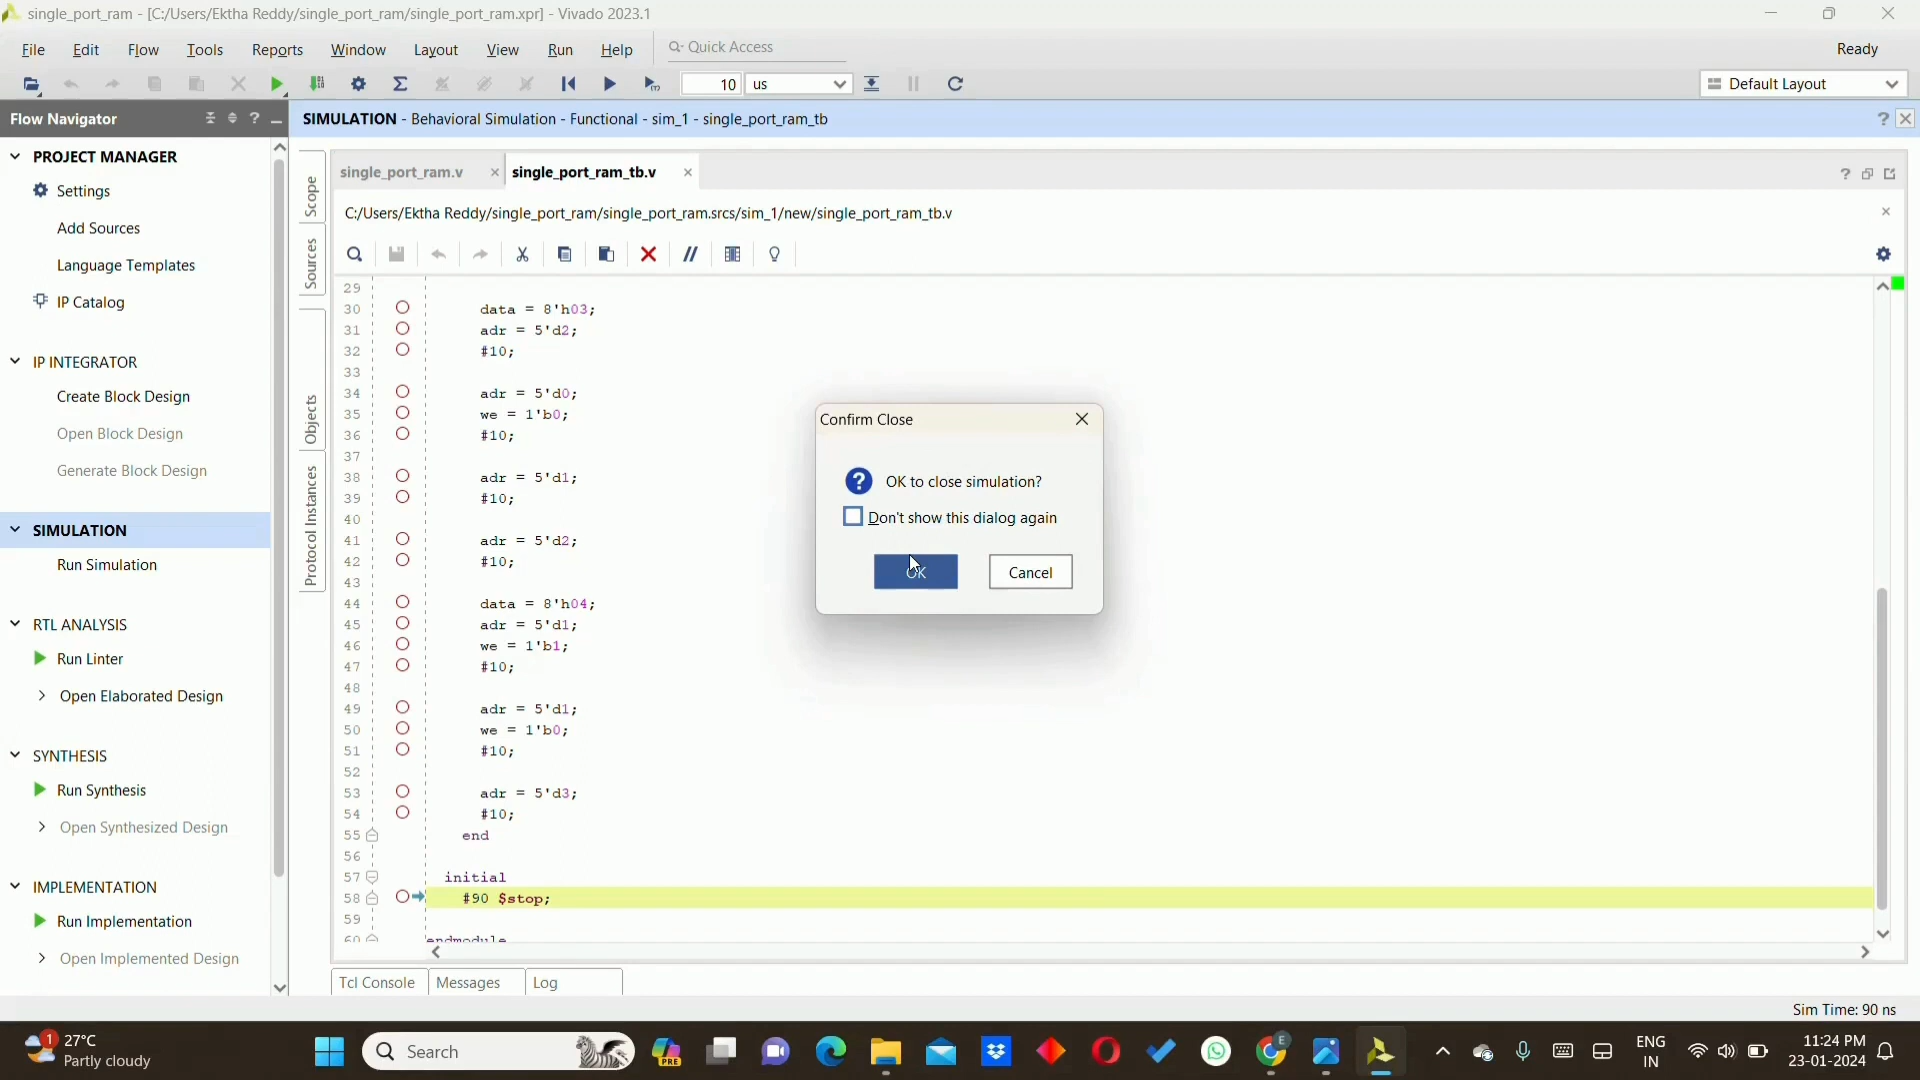 single_port_ram - [C:/Users/Ektha Reddy/single_port_ram/single_port_ram.xpr] - Vivado 2023.1
File Edit Flow Tools Reports Window Layout View Run Help Quick Access Ready
10 us Default Layout
Flow Navigator
SIMULATION - Behavioral Simulation - Functional - sim_1 - single_port_ram_tb
PROJECT MANAGER
Settings
Add Sources
Language Templates
IP Catalog
IP INTEGRATOR
Create Block Design
Open Block Design
Generate Block Design
SIMULATION
Run Simulation
RTL ANALYSIS
Run Linter
Open Elaborated Design
SYNTHESIS
Run Synthesis
Open Synthesized Design
IMPLEMENTATION
Run Implementation
Open Implemented Design
Scope
Sources
Objects
Protocol Instances
single_port_ram.v single_port_ram_tb.v
C:/Users/Ektha Reddy/single_port_ram/single_port_ram.srcs/sim_1/new/single_port_ram_tb.v
29
30 data = 8'h03;
31 adr = 5'd2;
32 #10;
33
34 adr = 5'd0;
35 we = 1'b0;
36 #10;
37
38 adr = 5'd1;
39 #10;
40
41 adr = 5'd2;
42 #10;
43
44 data = 8'h04;
45 adr = 5'd1;
46 we = 1'b1;
47 #10;
48
49 adr = 5'd1;
50 we = 1'b0;
51 #10;
52
53 adr = 5'd3;
54 #10;
55 end
56
57 initial
58 #90 $stop;
59
60 endmodule
Confirm Close
OK to close simulation?
Don't show this dialog again
OK Cancel
Tcl Console Messages Log
Sim Time: 90 ns
1 27°C
Partly cloudy
Search
PRE
E
ENG
IN
11:24 PM
23-01-2024